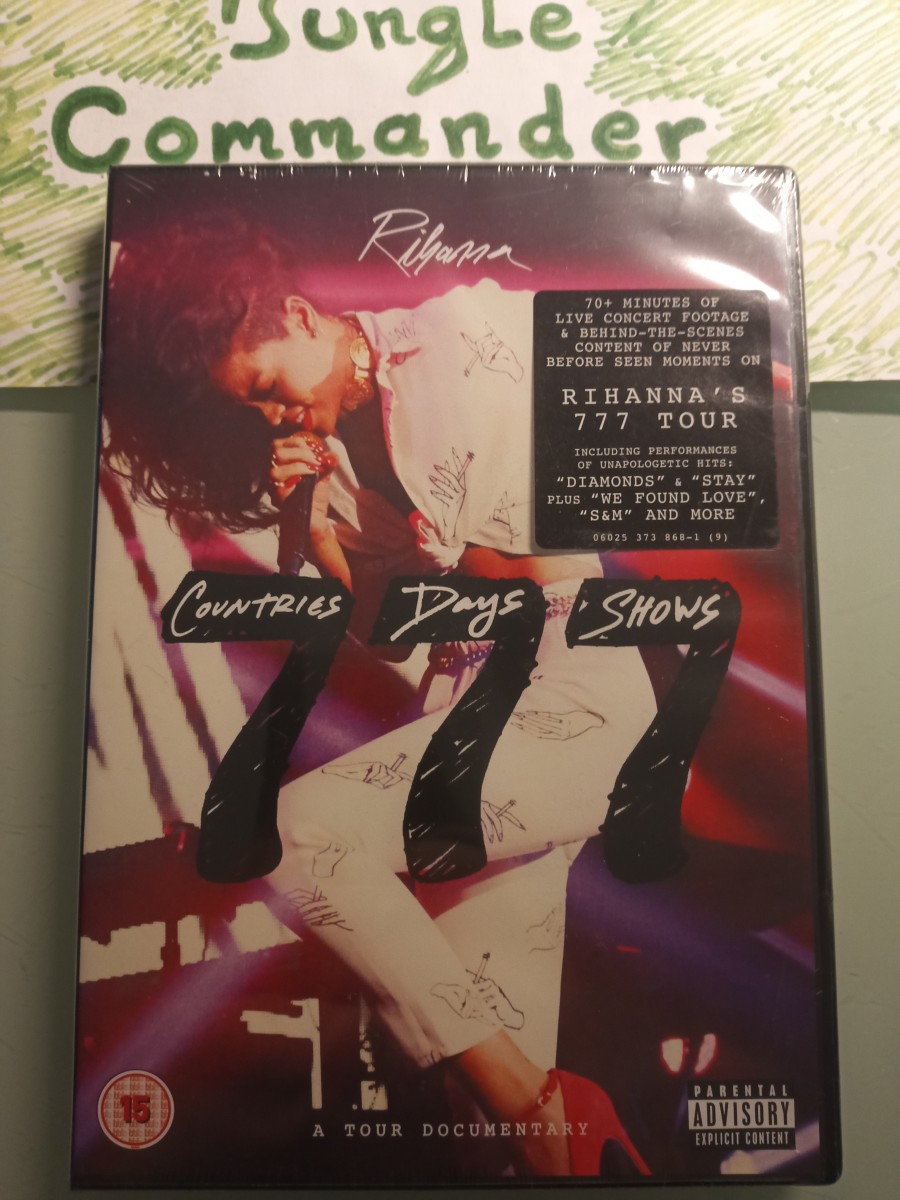 Jungle
Commander
Rihanna
70+ MINUTES OF
LIVE CONCERT FOOTAGE
& BEHIND-THE-SCENES
CONTENT OF NEVER
BEFORE SEEN MOMENTS ON
RIHANNA'S
777 TOUR
INCLUDING PERFORMANCES
OF UNAPOLOGETIC HITS:
"DIAMONDS" & "STAY"
PLUS "WE FOUND LOVE",
"S&M" AND MORE
06025 373 868-1 (9)
COUNTRIES Days SHOWS
777
15
A TOUR DOCUMENTARY
PARENTAL
ADVISORY
EXPLICIT CONTENT